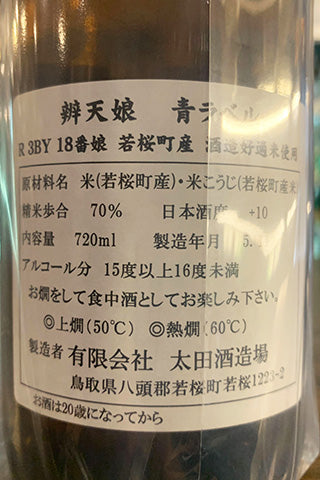 辨天娘 青ラベル
R 3BY 18番娘 若桜町産 酒造好適米使用
原材料名 米(若桜町産)・米こうじ(若桜町産米)
精米歩合 70% 日本酒度 +10
内容量 720ml 製造年月 5.
アルコール分 15度以上16度未満
お燗をして食中酒としてお楽しみ下さい。
◎上燗(50℃) ◎熱燗(60℃)
製造者 有限会社 太田酒造場
鳥取県八頭郡若桜町若桜1223-2
お酒は20歳になってから